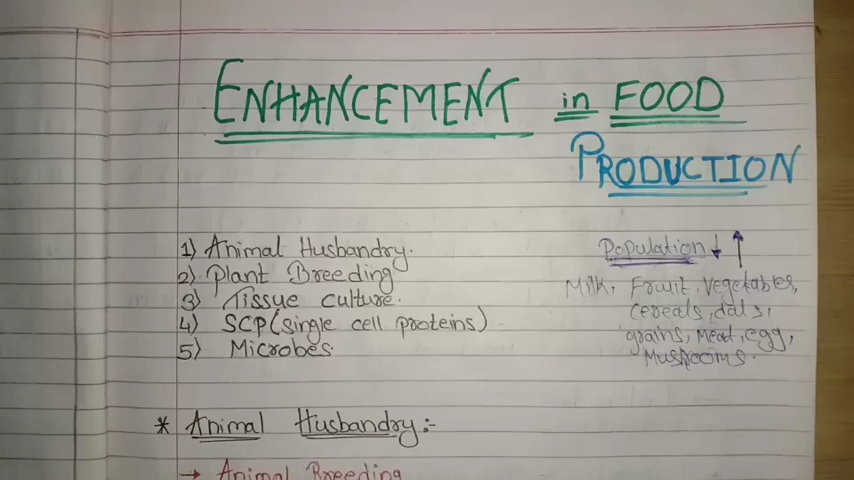 ENHANCEMENT in FOOD
PRODUCTION
1) Animal Husbandry.
2) Plant Breeding
3) Tissue culture.
4) SCP (single cell proteins)
5) Microbes.
Population ↓ ↑
Milk, Fruit, Vegetables,
cereals, dals,
grains, Meat, egg,
Mushrooms.
* Animal Husbandry:-
→ Animal Breeding